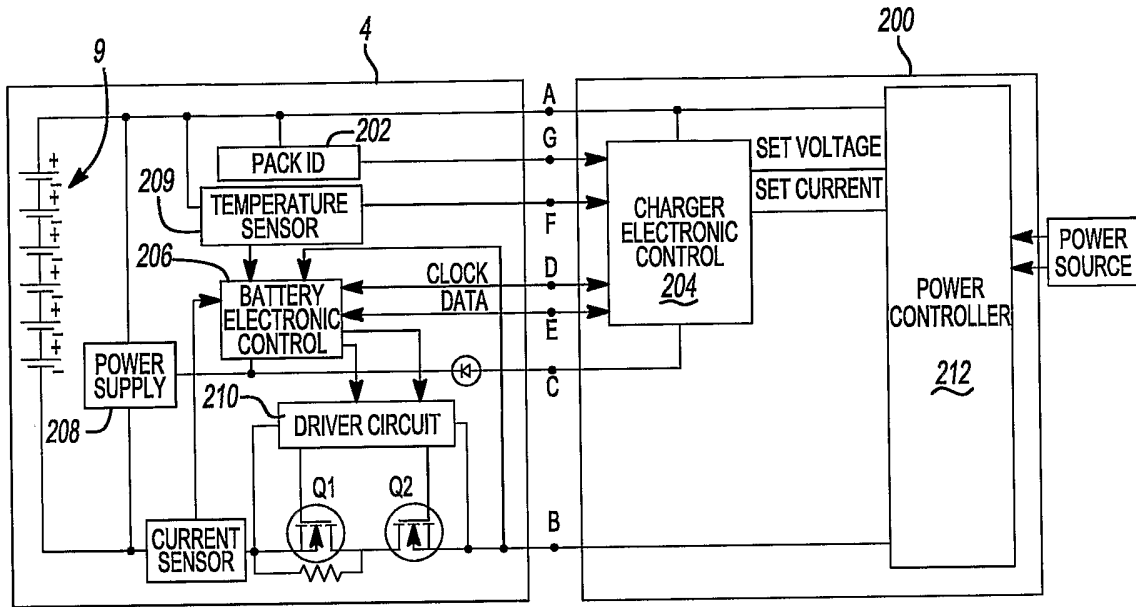 200
4
9
A
G
202
PACK ID
SET VOLTAGE
209
TEMPERATURE
SENSOR
F
SET CURRENT
CHARGER
ELECTRONIC
CONTROL
204
POWER
SOURCE
206
D
CLOCK
BATTERY
ELECTRONIC
CONTROL
DATA
E
POWER
CONTROLLER
212
POWER
SUPPLY
208
C
210
DRIVER CIRCUIT
Q1
Q2
B
CURRENT
SENSOR
+
-
+
-
+
-
+
-
+
-
+
-